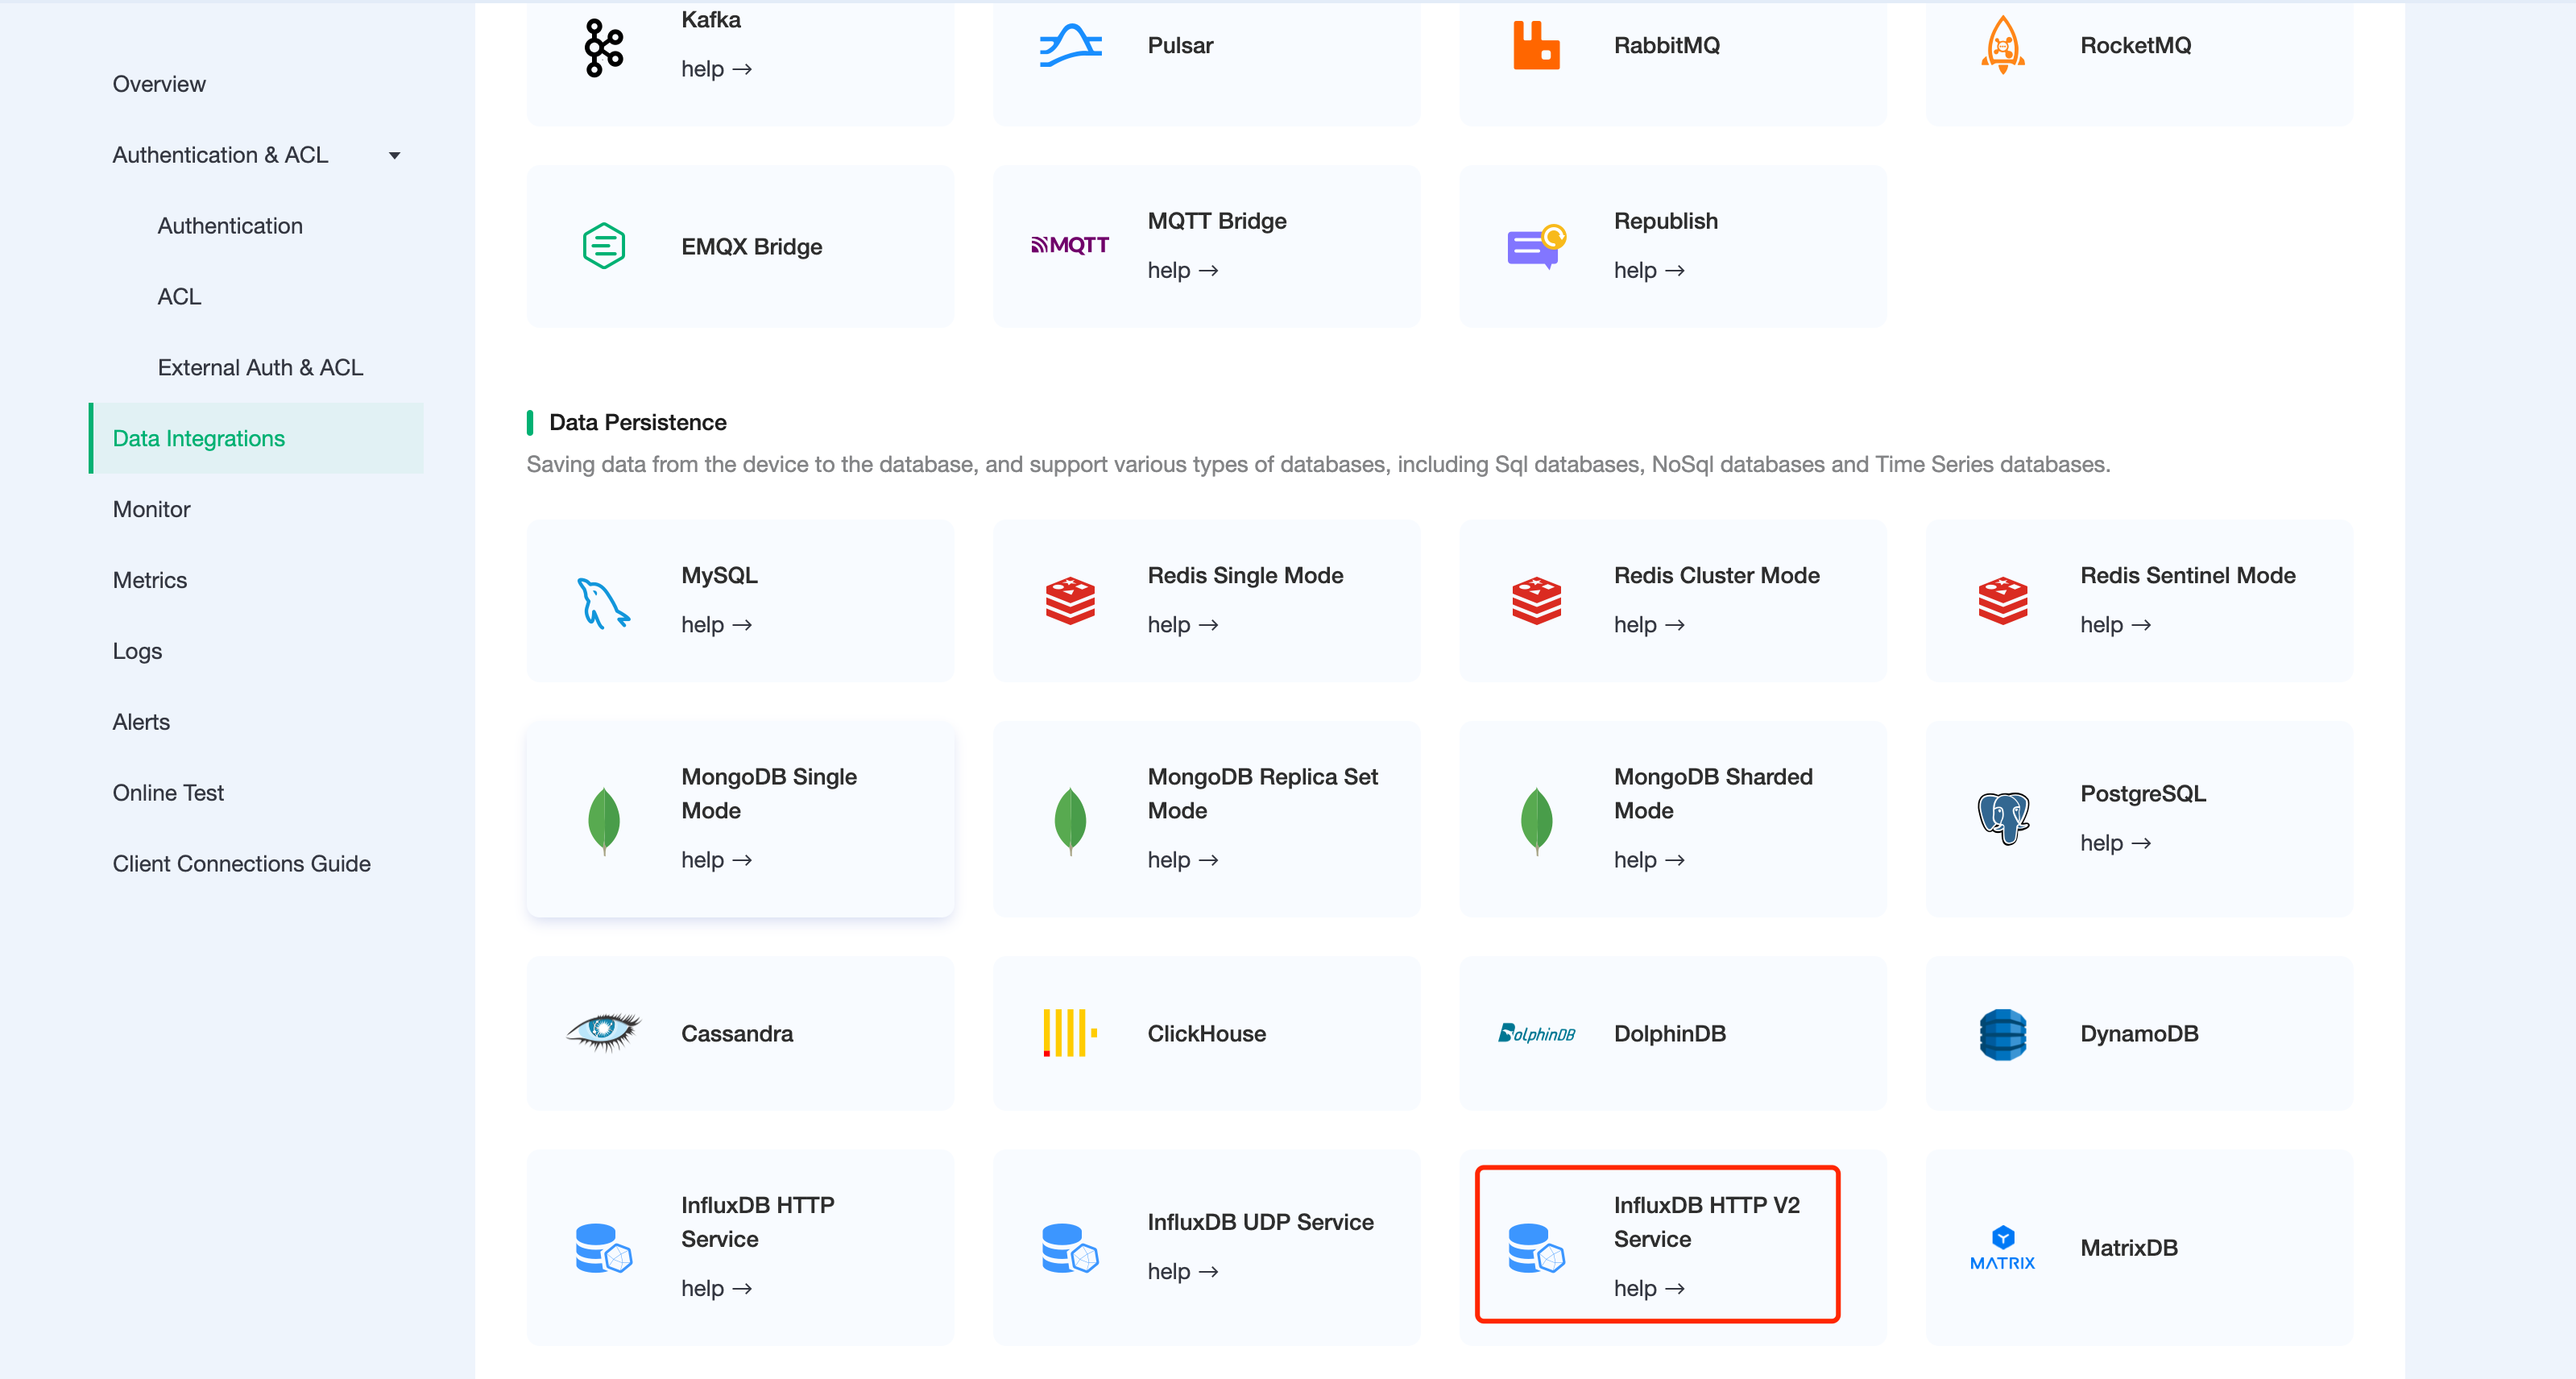 Overview
Authentication & ACL
Authentication
ACL
External Auth & ACL
Data Integrations
Monitor
Metrics
Logs
Alerts
Online Test
Client Connections Guide
Kafka
help →
Pulsar
RabbitMQ
RocketMQ
EMQX Bridge
MQTT
MQTT Bridge
help →
Republish
help →
Data Persistence
Saving data from the device to the database, and support various types of databases, including Sql databases, NoSql databases and Time Series databases.
MySQL
help →
Redis Single Mode
help →
Redis Cluster Mode
help →
Redis Sentinel Mode
help →
MongoDB Single
Mode
help →
MongoDB Replica Set
Mode
help →
MongoDB Sharded
Mode
help →
PostgreSQL
help →
Cassandra
ClickHouse
DolphinDB
DolphinDB
DynamoDB
InfluxDB HTTP
Service
help →
InfluxDB UDP Service
help →
InfluxDB HTTP V2
Service
help →
MATRIX
MatrixDB